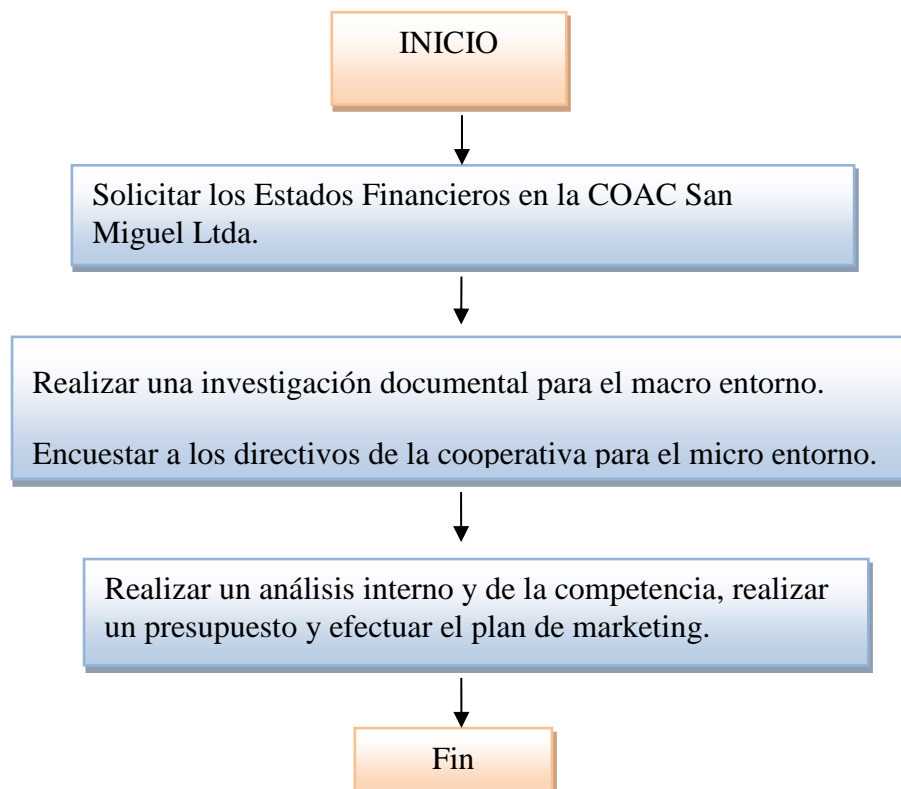 INICIO
Solicitar los Estados Financieros en la COAC San
Miguel Ltda.
Realizar una investigación documental para el macro entorno.
Encuestar a los directivos de la cooperativa para el micro entorno.
Realizar un análisis interno y de la competencia, realizar
un presupuesto y efectuar el plan de marketing.
Fin